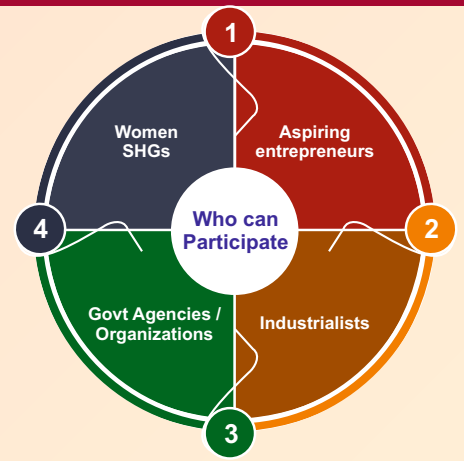 1
Women
SHGs
Aspiring
entrepreneurs
4
Who can
Participate
2
Govt Agencies /
Organizations
Industrialists
3